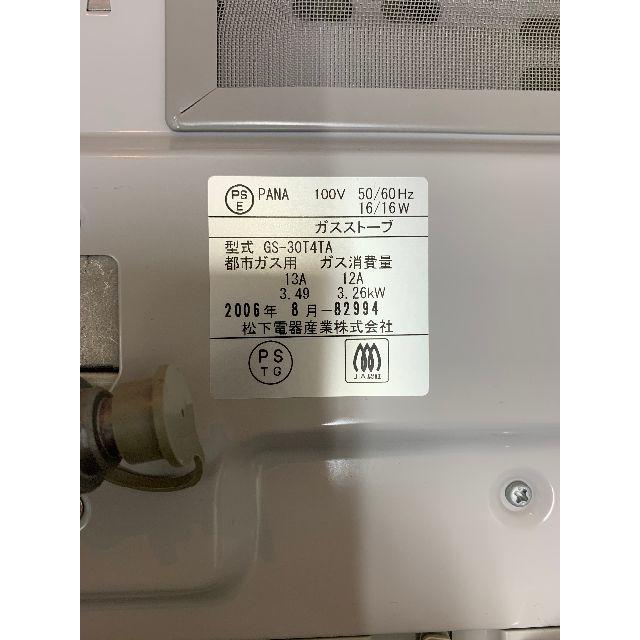 PS E PANA 100V 50/60Hz
16/16W
ガスストーブ
型式 GS-30T4TA
都市ガス用 ガス消費量
13A 12A
3.49 3.26kW
2006年 8月-82994
松下電器産業株式会社
PS
TG